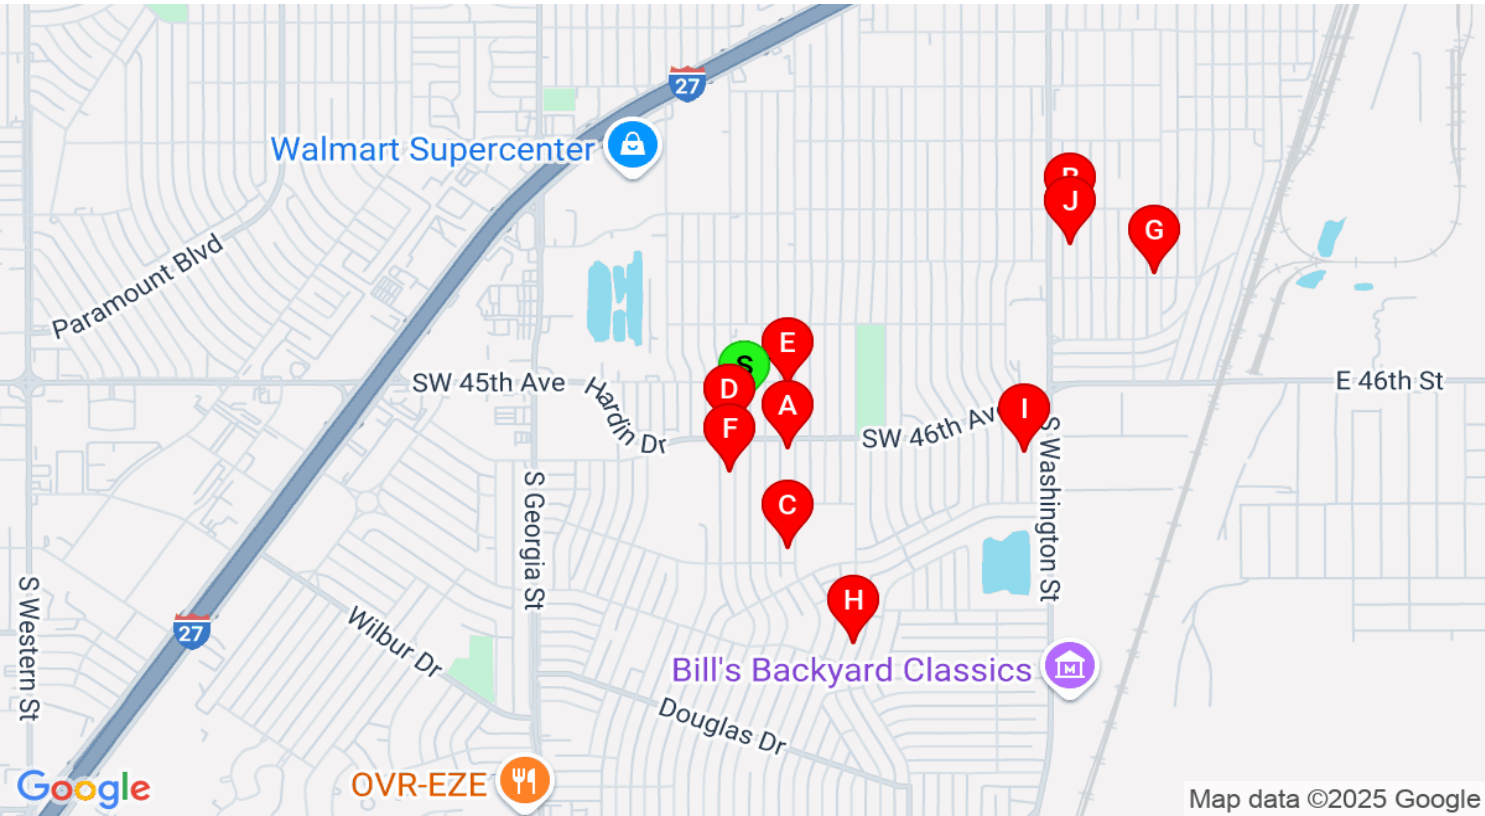 27
Walmart Supercenter
Paramount Blvd
J
G
E
S
D
A
F
I
C
H
SW 45th Ave
Hardin Dr
SW 46th Ave
E 46th St
S Georgia St
S Washington St
S Western St
27
Wilbur Dr
Bill's Backyard Classics
Douglas Dr
OVR-EZE
Google
Map data ©2025 Google